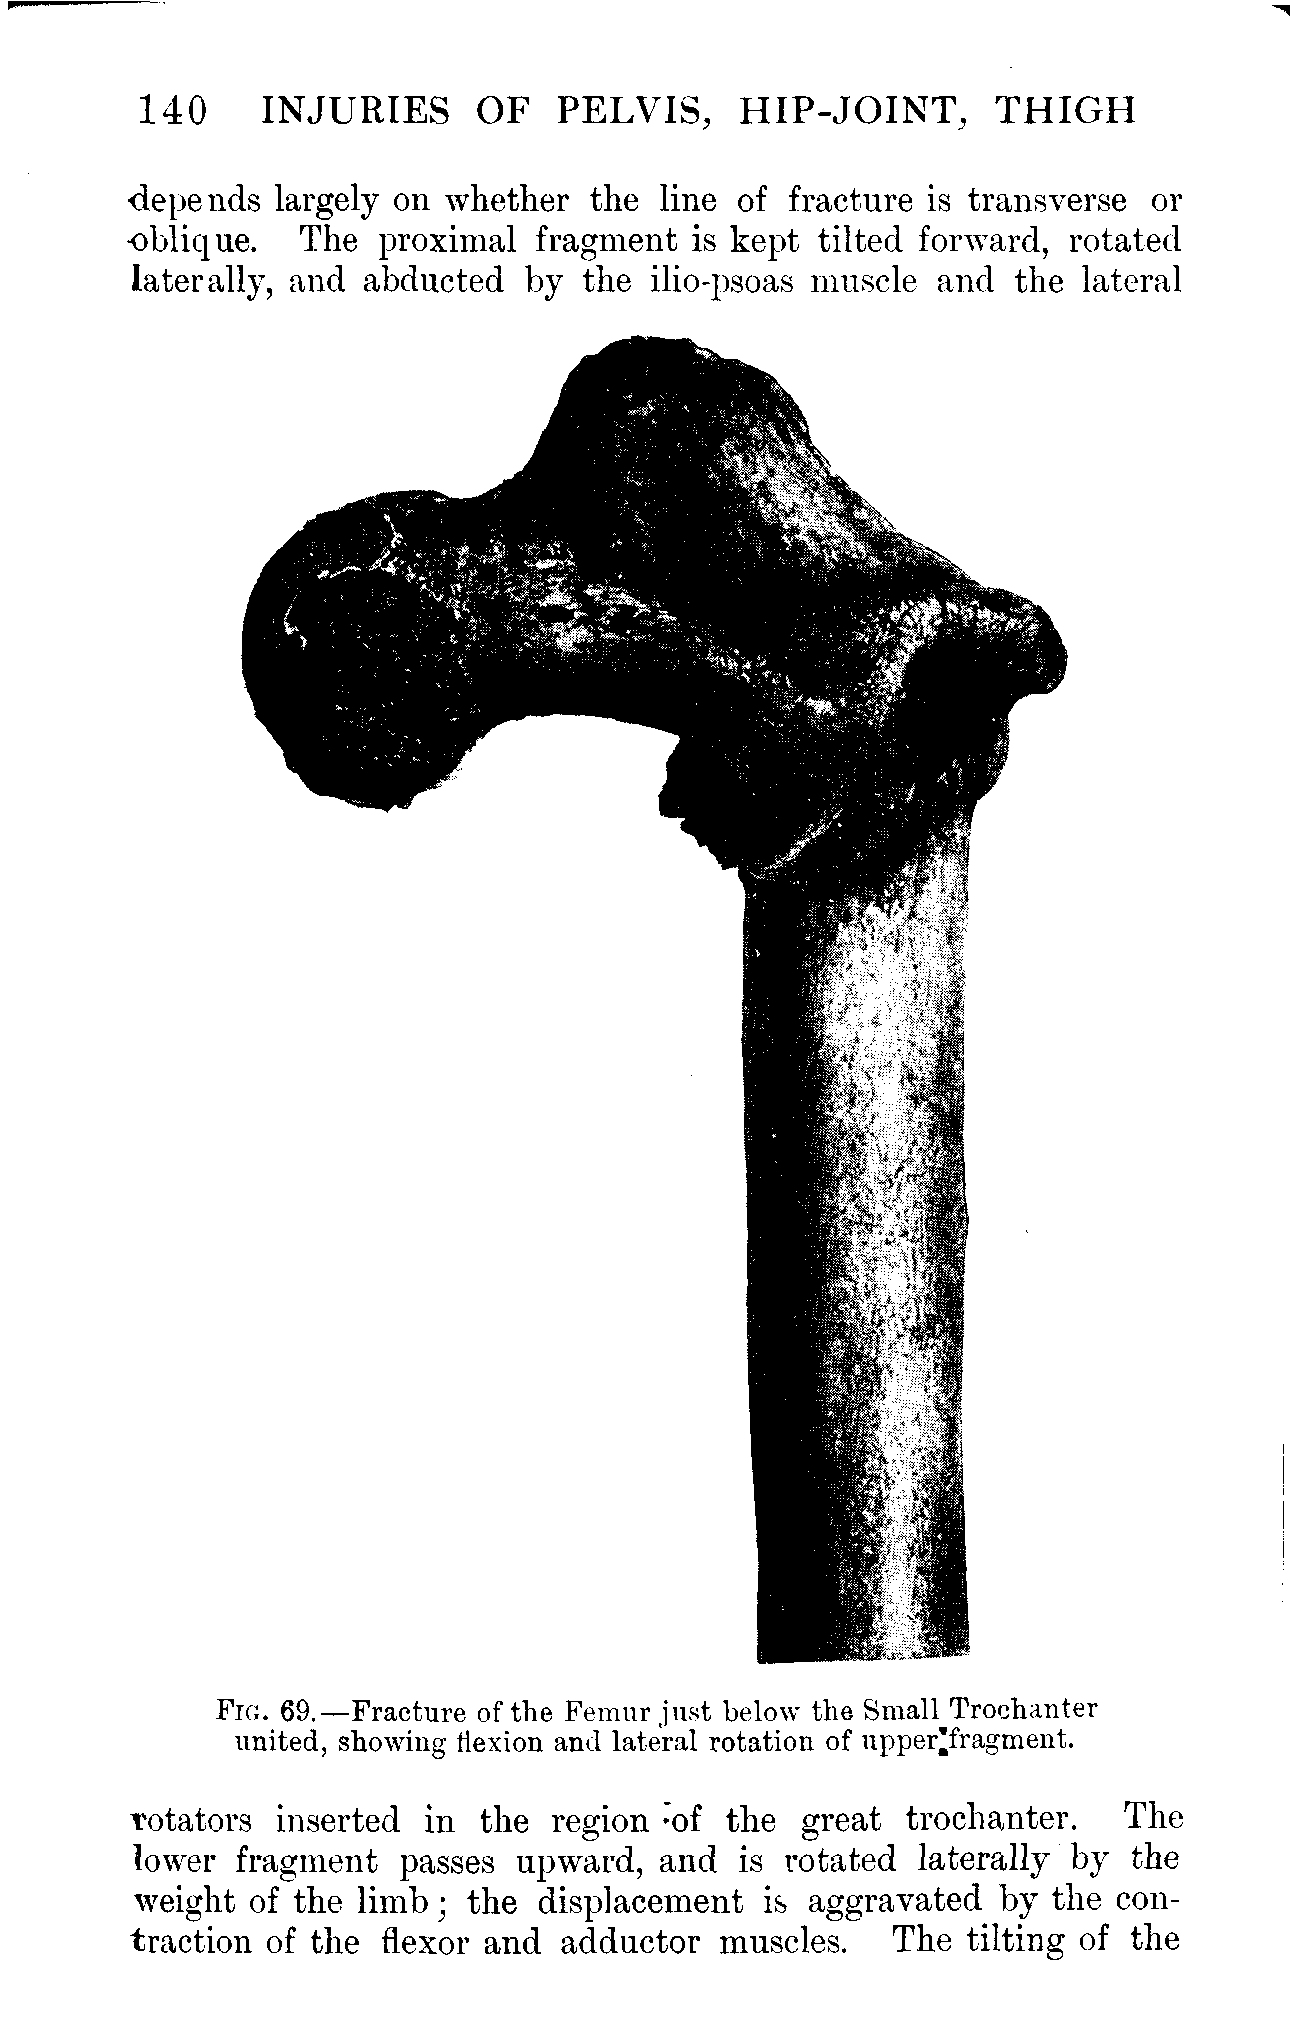 140 INJURIES OF PELVIS, HIP-JOINT, THIGH
depends largely on whether the line of fracture is transverse or
oblique. The proximal fragment is kept tilted forward, rotated
laterally, and abducted by the ilio-psoas muscle and the lateral
FIG. 69.—Fracture of the Femur just below the Small Trochanter
united, showing flexion and lateral rotation of upper fragment.
rotators inserted in the region of the great trochanter. The
lower fragment passes upward, and is rotated laterally by the
weight of the limb; the displacement is aggravated by the con-
traction of the flexor and adductor muscles. The tilting of the